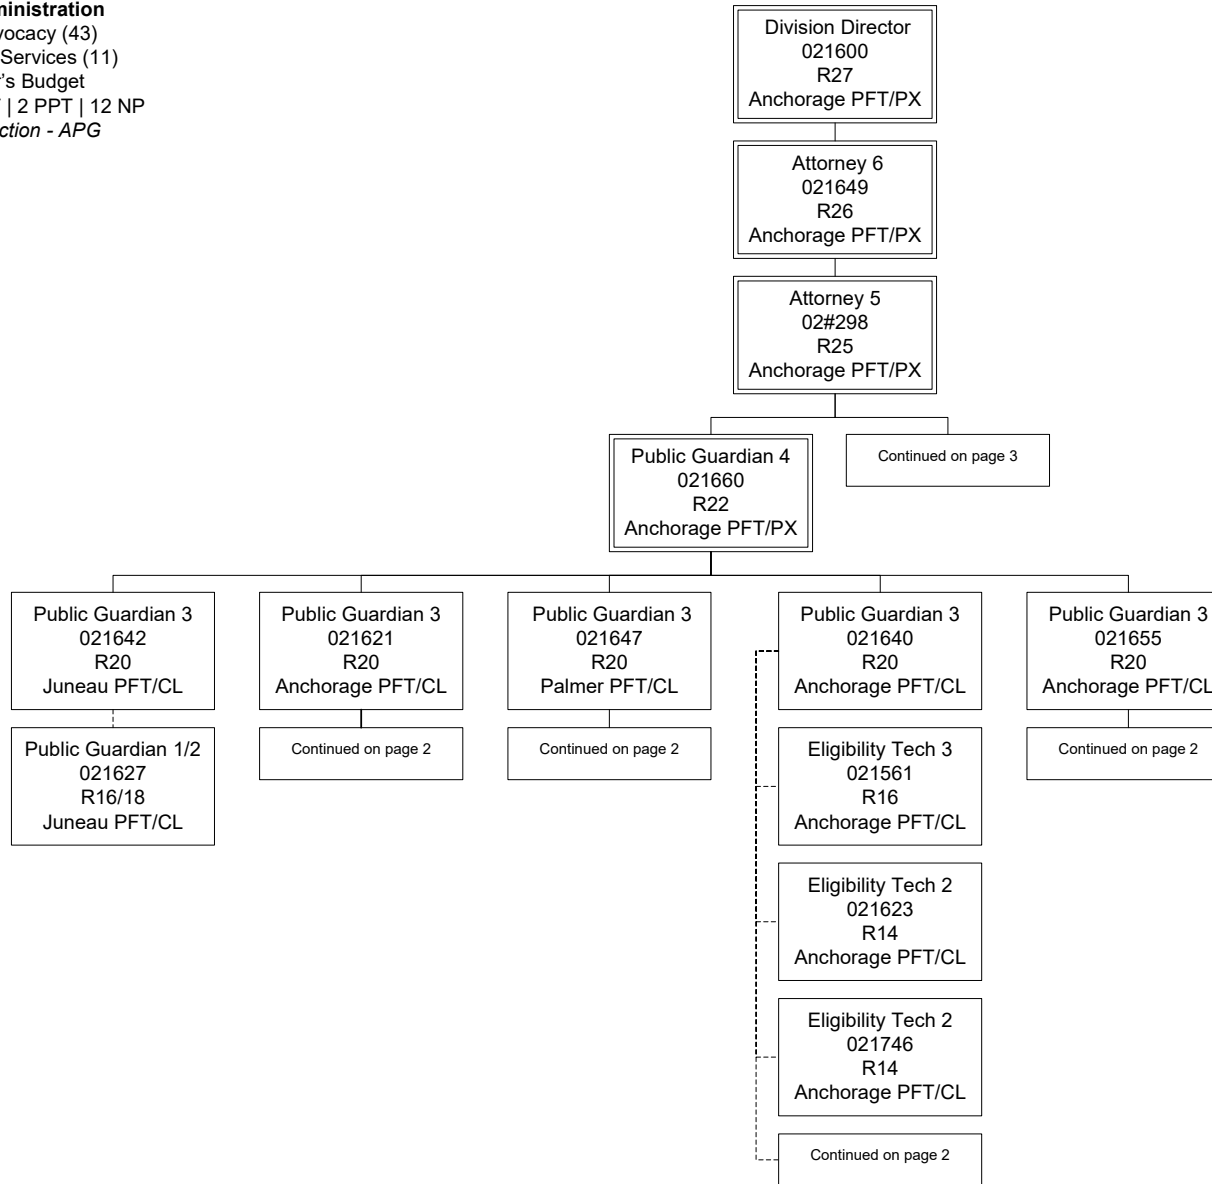 ministration
vocacy (43)
Services (11)
r's Budget
| 2 PPT | 12 NP
ction - APG
Division Director
021600
R27
Anchorage PFT/PX
Attorney 6
021649
R26
Anchorage PFT/PX
Attorney 5
02#298
R25
Anchorage PFT/PX
Public Guardian 4
021660
R22
Anchorage PFT/PX
Continued on page 3
Public Guardian 3
021642
R20
Juneau PFT/CL
Public Guardian 3
021621
R20
Anchorage PFT/CL
Public Guardian 3
021647
R20
Palmer PFT/CL
Public Guardian 3
021640
R20
Anchorage PFT/CL
Public Guardian 3
021655
R20
Anchorage PFT/CL
Public Guardian 1/2
021627
R16/18
Juneau PFT/CL
Continued on page 2
Continued on page 2
Eligibility Tech 3
021561
R16
Anchorage PFT/CL
Continued on page 2
Eligibility Tech 2
021623
R14
Anchorage PFT/CL
Eligibility Tech 2
021746
R14
Anchorage PFT/CL
Continued on page 2